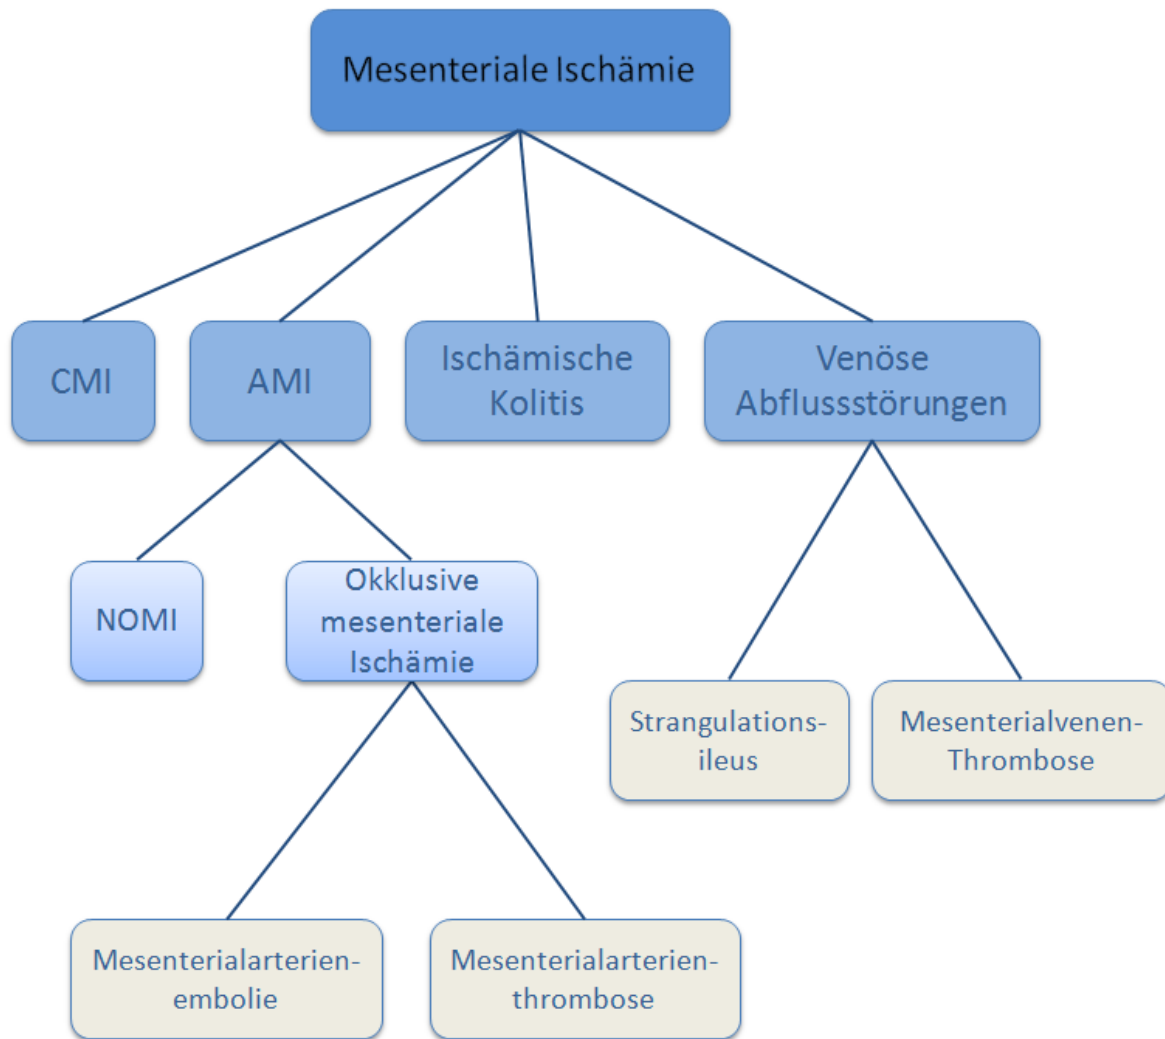 Mesenteriale Ischämie
CMI
AMI
Ischämische
Kolitis
Venöse
Abflussstörungen
NOMI
Okklusive
mesenteriale
Ischämie
Strangulations-
ileus
Mesenterialvenen-
Thrombose
Mesenterialarterien-
embolie
Mesenterialarterien-
thrombose